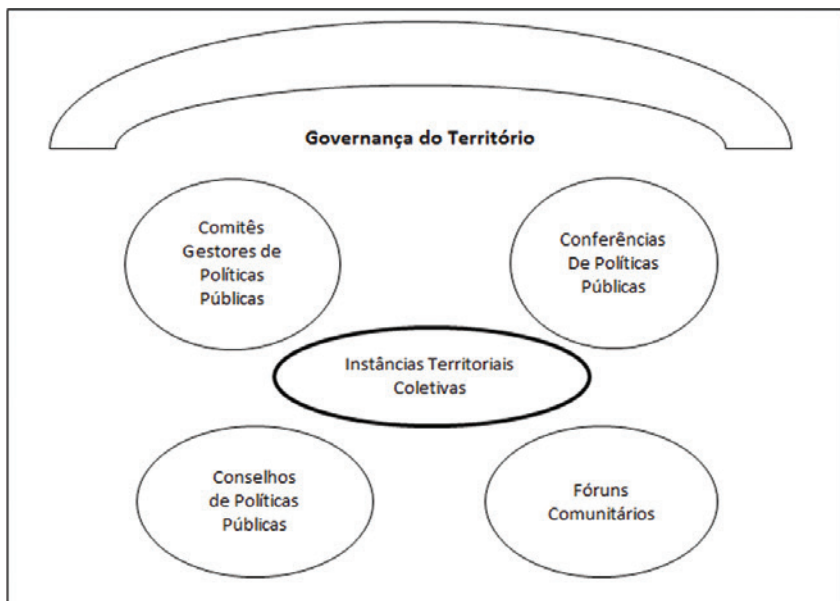 Governança do Território
Comitês
Gestores de
Políticas
Públicas
Conferências
De Políticas
Públicas
Instâncias Territoriais
Coletivas
Conselhos
de Políticas
Públicas
Fóruns
Comunitários